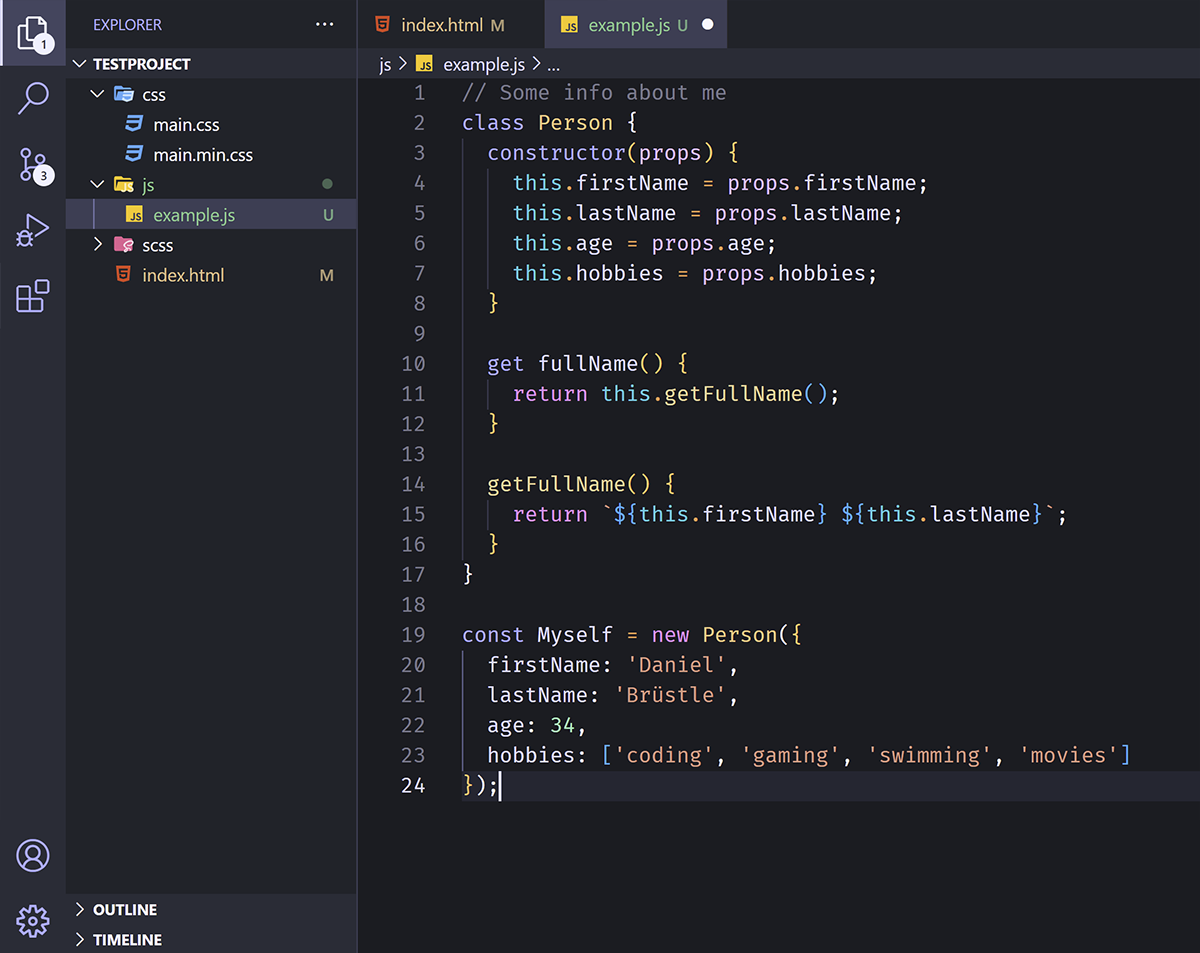 EXPLORER ...
TESTPROJECT
css
main.css
main.min.css
js
JS example.js U
scss
index.html M
OUTLINE
TIMELINE
1
3
index.html M
JS example.js U
js > JS example.js > ...
1 // Some info about me
2 class Person {
3 constructor(props) {
4 this.firstName = props.firstName;
5 this.lastName = props.lastName;
6 this.age = props.age;
7 this.hobbies = props.hobbies;
8 }
9
10 get fullName() {
11 return this.getFullName();
12 }
13
14 getFullName() {
15 return `${this.firstName} ${this.lastName}`;
16 }
17 }
18
19 const Myself = new Person({
20 firstName: 'Daniel',
21 lastName: 'Brüstle',
22 age: 34,
23 hobbies: ['coding', 'gaming', 'swimming', 'movies']
24 });